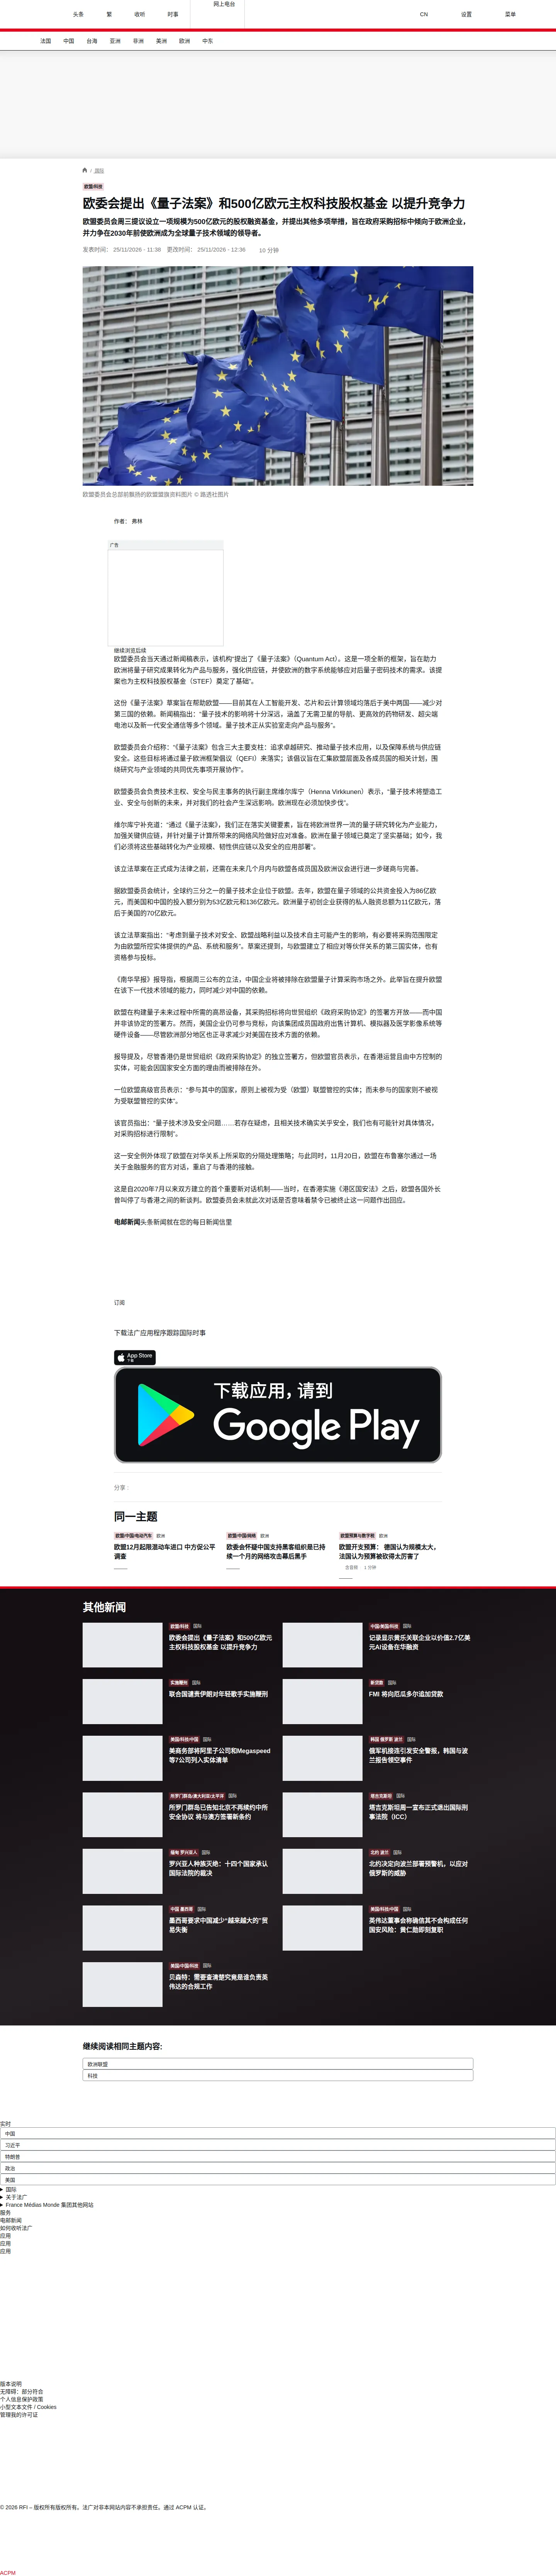 头条
繁
收听
时事
网上电台
CN
设置
菜单
法国
中国
台海
亚洲
非洲
美洲
欧洲
中东
/ 国际
欧盟/科技
欧委会提出《量子法案》和500亿欧元主权科技股权基金 以提升竞争力
欧盟委员会周三提议设立一项规模为500亿欧元的股权融资基金，并提出其他多项举措，旨在政府采购招标中倾向于欧洲企业，
并力争在2030年前使欧洲成为全球量子技术领域的领导者。
发表时间： 25/11/2026 - 11:38 更改时间： 25/11/2026 - 12:36
10 分钟
欧盟委员会总部前飘扬的欧盟盟旗资料图片 © 路透社图片
作者： 弗林
广告
继续浏览后续
欧盟委员会当天通过新闻稿表示，该机构“提出了《量子法案》（Quantum Act）。这是一项全新的框架，旨在助力
欧洲将量子研究成果转化为产品与服务，强化供应链，并使欧洲的数字系统能够应对后量子密码技术的需求。该提
案也为主权科技股权基金（STEF）奠定了基础”。
这份《量子法案》草案旨在帮助欧盟——目前其在人工智能开发、芯片和云计算领域均落后于美中两国——减少对
第三国的依赖。新闻稿指出：“量子技术的影响将十分深远，涵盖了无需卫星的导航、更高效的药物研发、超尖端
电池以及新一代安全通信等多个领域。量子技术正从实验室走向产品与服务”。
欧盟委员会介绍称：“《量子法案》包含三大主要支柱：追求卓越研究、推动量子技术应用，以及保障系统与供应链
安全。这些目标将通过量子欧洲框架倡议（QEFI）来落实；该倡议旨在汇集欧盟层面及各成员国的相关计划，围
绕研究与产业领域的共同优先事项开展协作”。
欧盟委员会负责技术主权、安全与民主事务的执行副主席维尔库宁（Henna Virkkunen）表示，“量子技术将塑造工
业、安全与创新的未来，并对我们的社会产生深远影响。欧洲现在必须加快步伐”。
维尔库宁补充道：“通过《量子法案》，我们正在落实关键要素，旨在将欧洲世界一流的量子研究转化为产业能力，
加强关键供应链，并针对量子计算所带来的网络风险做好应对准备。欧洲在量子领域已奠定了坚实基础；如今，我
们必须将这些基础转化为产业规模、韧性供应链以及安全的应用部署”。
该立法草案在正式成为法律之前，还需在未来几个月内与欧盟各成员国及欧洲议会进行进一步磋商与完善。
据欧盟委员会统计，全球约三分之一的量子技术企业位于欧盟。去年，欧盟在量子领域的公共资金投入为86亿欧
元，而美国和中国的投入额分别为53亿欧元和136亿欧元。欧洲量子初创企业获得的私人融资总额为11亿欧元，落
后于美国的70亿欧元。
该立法草案指出：“考虑到量子技术对安全、欧盟战略利益以及技术自主可能产生的影响，有必要将采购范围限定
为由欧盟所控实体提供的产品、系统和服务”。草案还提到，与欧盟建立了相应对等伙伴关系的第三国实体，也有
资格参与投标。
《南华早报》报导指，根据周三公布的立法，中国企业将被排除在欧盟量子计算采购市场之外。此举旨在提升欧盟
在该下一代技术领域的能力，同时减少对中国的依赖。
欧盟在构建量子未来过程中所需的高昂设备，其采购招标将向世贸组织《政府采购协定》的签署方开放——而中国
并非该协定的签署方。然而，美国企业仍可参与竞标，向该集团成员国政府出售计算机、模拟器及医学影像系统等
硬件设备——尽管欧洲部分地区也正寻求减少对美国在技术方面的依赖。
报导提及，尽管香港仍是世贸组织《政府采购协定》的独立签署方，但欧盟官员表示，在香港运营且由中方控制的
实体，可能会因国家安全方面的理由而被排除在外。
一位欧盟高级官员表示：“参与其中的国家，原则上被视为受（欧盟）联盟管控的实体；而未参与的国家则不被视
为受联盟管控的实体”。
该官员指出：“量子技术涉及安全问题……若存在疑虑，且相关技术确实关乎安全，我们也有可能针对具体情况，
对采购招标进行限制”。
这一安全例外体现了欧盟在对华关系上所采取的分隔处理策略；与此同时，11月20日，欧盟在布鲁塞尔通过一场
关于金融服务的官方对话，重启了与香港的接触。
这是自2020年7月以来双方建立的首个重要新对话机制——当时，在香港实施《港区国安法》之后，欧盟各国外长
曾叫停了与香港之间的新谈判。欧盟委员会未就此次对话是否意味着禁令已被终止这一问题作出回应。
电邮新闻头条新闻就在您的每日新闻信里
订阅
下载法广应用程序跟踪国际时事
App Store
下载
下载应用，请到
Google Play
分享 :
同一主题
欧盟/中国/电动汽车 欧洲
欧盟12月起限混动车进口 中方促公平
调查
欧盟/中国/网络 欧洲
欧委会怀疑中国支持黑客组织是已持
续一个月的网络攻击幕后黑手
欧盟预算与数字税 欧洲
欧盟开支预算： 德国认为规模太大，
法国认为预算被砍得太厉害了
含音频 1 分钟
其他新闻
欧盟/科技 国际
欧委会提出《量子法案》和500亿欧元
主权科技股权基金 以提升竞争力
中国/美国/科技 国际
记录显示黄乐关联企业以价值2.7亿美
元AI设备在华融资
实施鞭刑 国际
联合国谴责伊朗对年轻歌手实施鞭刑
新贷款 国际
FMI 将向厄瓜多尔追加贷款
美国/科技/中国 国际
美商务部将阿里子公司和Megaspeed
等7公司列入实体清单
韩国 俄罗斯 波兰 国际
俄军机接连引发安全警报，韩国与波
兰报告领空事件
所罗门群岛/澳大利亚/太平洋 国际
所罗门群岛已告知北京不再续约中所
安全协议 将与澳方签署新条约
塔吉克斯坦 国际
塔吉克斯坦周一宣布正式退出国际刑
事法院（ICC）
缅甸 罗兴亚人 国际
罗兴亚人种族灭绝：十四个国家承认
国际法院的裁决
北约 波兰 国际
北约决定向波兰部署预警机，以应对
俄罗斯的威胁
中国 墨西哥 国际
墨西哥要求中国减少“越来越大的”贸
易失衡
美国/科技/中国 国际
英伟达董事会称确信其不会构成任何
国安风险：黄仁勋即刻复职
美国/中国/科技 国际
贝森特：需要查清楚究竟是谁负责英
伟达的合规工作
继续阅读相同主题内容:
欧洲联盟
科技
实时
中国
习近平
特朗普
政治
美国
国际
关于法广
France Médias Monde 集团其他网站
服务
电邮新闻
如何收听法广
应用
应用
应用
版本说明
无障碍：部分符合
个人信息保护政策
小型文本文件 / Cookies
管理我的许可证
© 2026 RFI – 版权所有版权所有。法广对非本网站内容不承担责任。通过 ACPM 认证。
ACPM